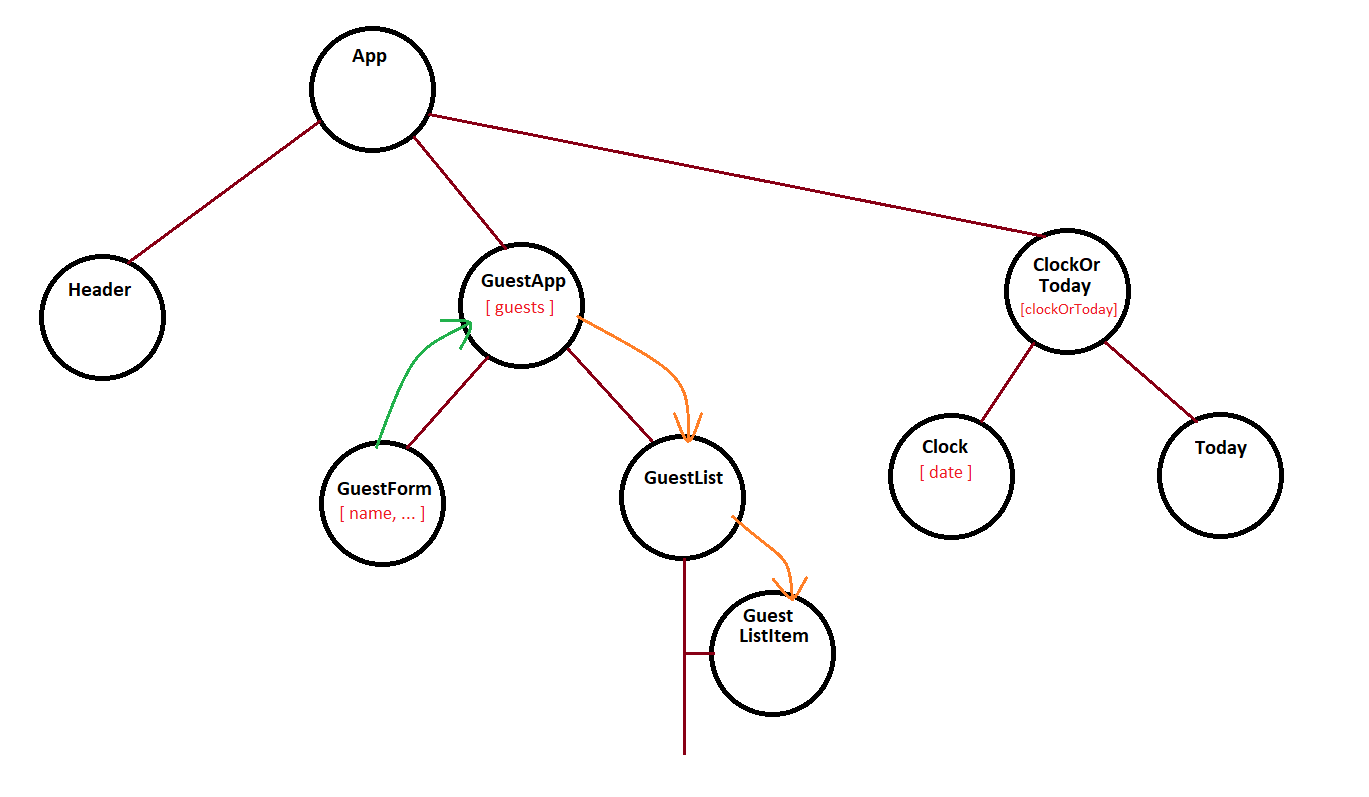 App
Header
GuestApp
[ guests ]
ClockOr
Today
[clockOrToday]
GuestForm
[ name, ... ]
GuestList
Clock
[ date ]
Today
Guest
ListItem